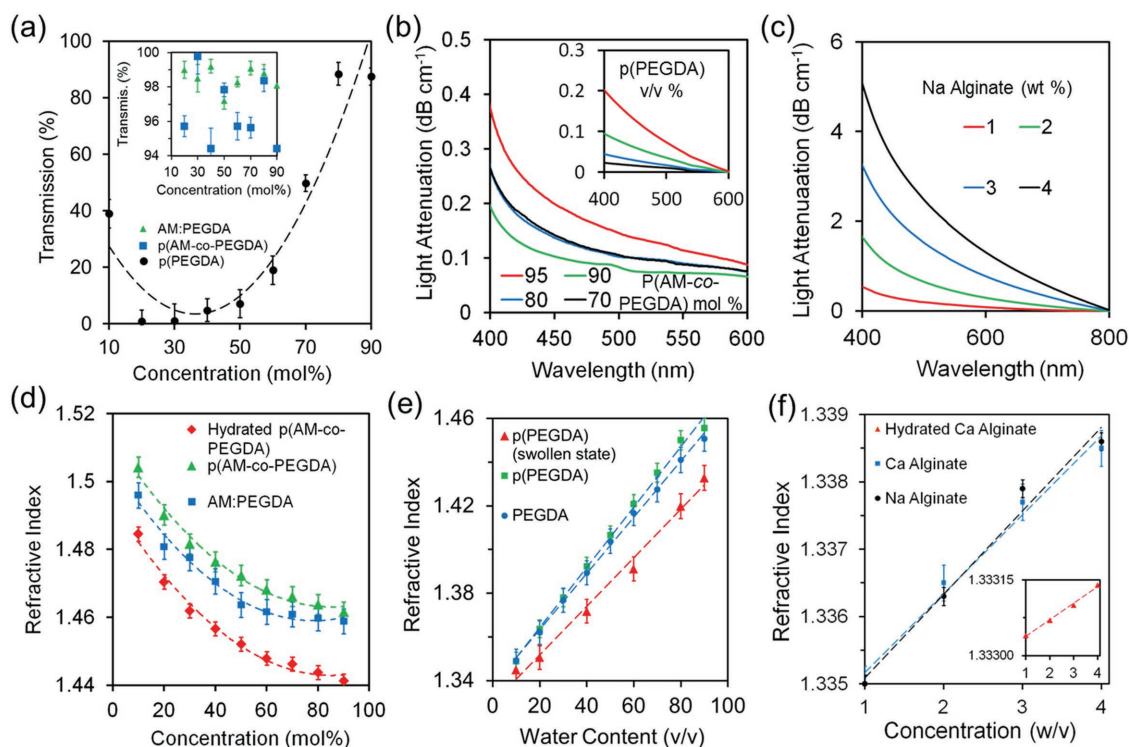 (a)
Transmission (%)
100
80
60
40
20
0
10
30
50
70
90
Concentration (mol%)
Transmis. (%)
100
98
96
94
10
30
50
70
90
Concentration (mol%)
AM:PEGDA
p(AM-co-PEGDA)
p(PEGDA)
(b)
Light Attenuation (dB cm⁻¹)
0.5
0.4
0.3
0.2
0.1
0
400
450
500
550
600
Wavelength (nm)
0.3
0.2
0.1
0
400
500
600
p(PEGDA)
v/v %
95
90
80
70
P(AM-co-
PEGDA) mol %
(c)
Light Attenuaation (dB cm⁻¹)
6
4
2
0
400
600
800
Wavelength (nm)
Na Alginate (wt %)
1
2
3
4
(d)
Refractive Index
1.52
1.5
1.48
1.46
1.44
0
20
40
60
80
100
Concentration (mol%)
Hydrated p(AM-co-
PEGDA)
p(AM-co-PEGDA)
AM:PEGDA
(e)
Refractive Index
1.46
1.42
1.38
1.34
0
20
40
60
80
100
Water Content (v/v)
p(PEGDA)
(swollen state)
p(PEGDA)
PEGDA
(f)
Refractive Index
1.339
1.338
1.337
1.336
1.335
1
2
3
4
Concentration (w/v)
Hydrated Ca Alginate
Ca Alginate
Na Alginate
1.33315
1.33300
1
2
3
4